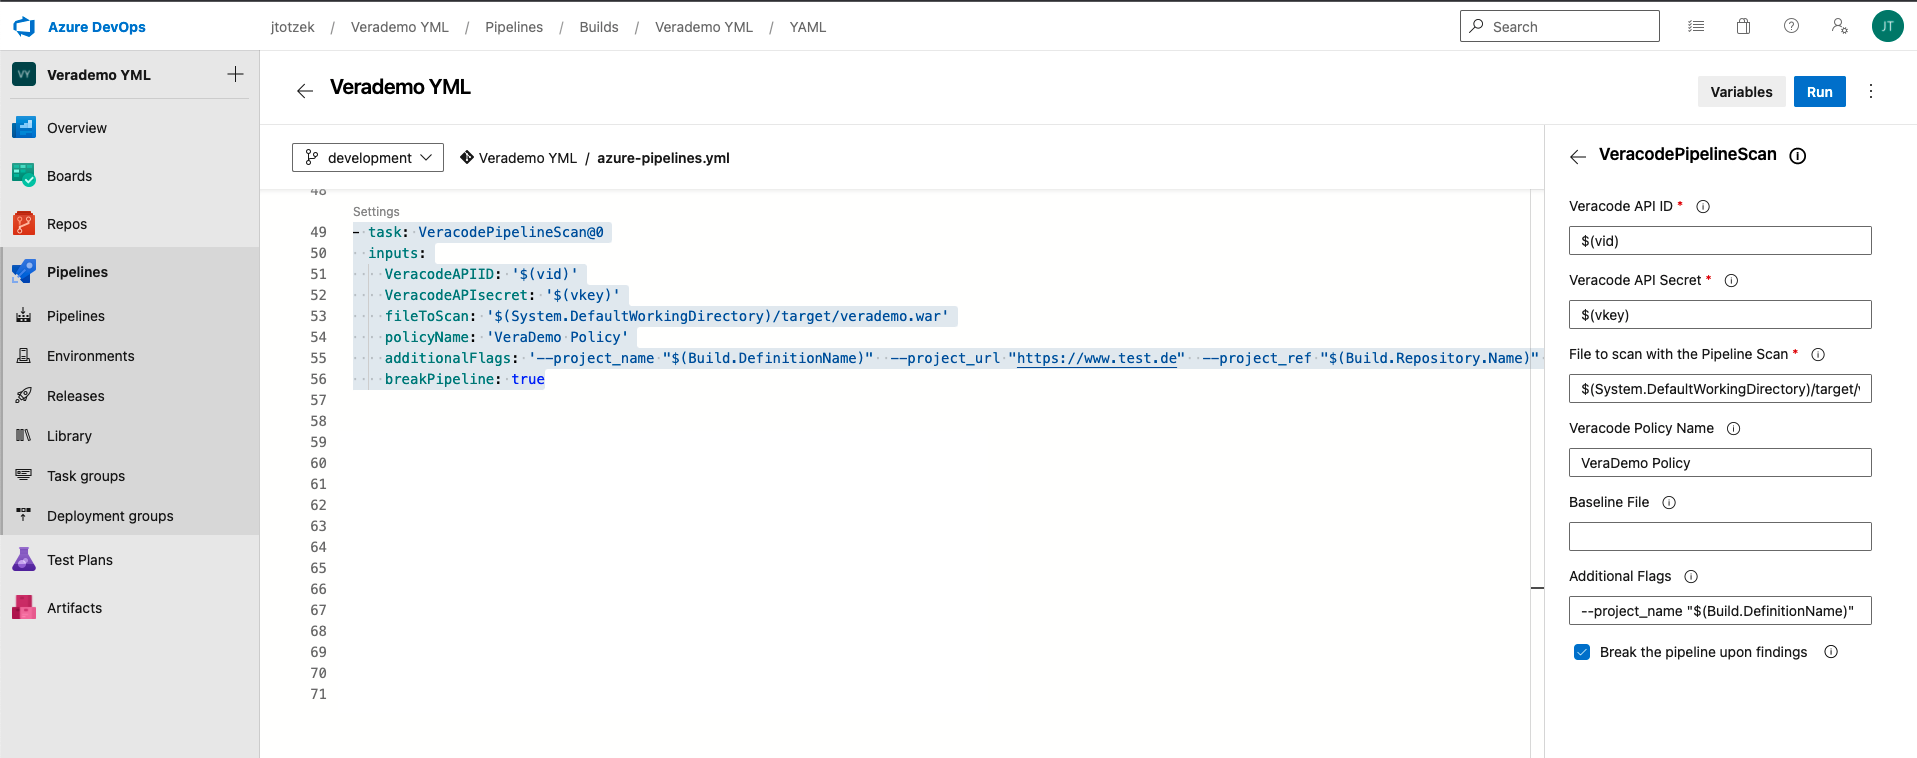 Azure DevOps
jtotzek / Verademo YML / Pipelines / Builds / Verademo YML / YAML
Search
JT
VY Verademo YML
Overview
Boards
Repos
Pipelines
Pipelines
Environments
Releases
Library
Task groups
Deployment groups
Test Plans
Artifacts
Verademo YML
Variables
Run
development
Verademo YML / azure-pipelines.yml
48
Settings
49 - task: VeracodePipelineScan@0
50 inputs:
51 VeracodeAPIID: '$(vid)'
52 VeracodeAPIsecret: '$(vkey)'
53 fileToScan: '$(System.DefaultWorkingDirectory)/target/verademo.war'
54 policyName: 'VeraDemo Policy'
55 additionalFlags: '--project_name "$(Build.DefinitionName)" --project_url "https://www.test.de" --project_ref "$(Build.Repository.Name)"
56 breakPipeline: true
57
58
59
60
61
62
63
64
65
66
67
68
69
70
71
VeracodePipelineScan
Veracode API ID *
$(vid)
Veracode API Secret *
$(vkey)
File to scan with the Pipeline Scan *
$(System.DefaultWorkingDirectory)/target/
Veracode Policy Name
VeraDemo Policy
Baseline File
Additional Flags
--project_name "$(Build.DefinitionName)"
Break the pipeline upon findings